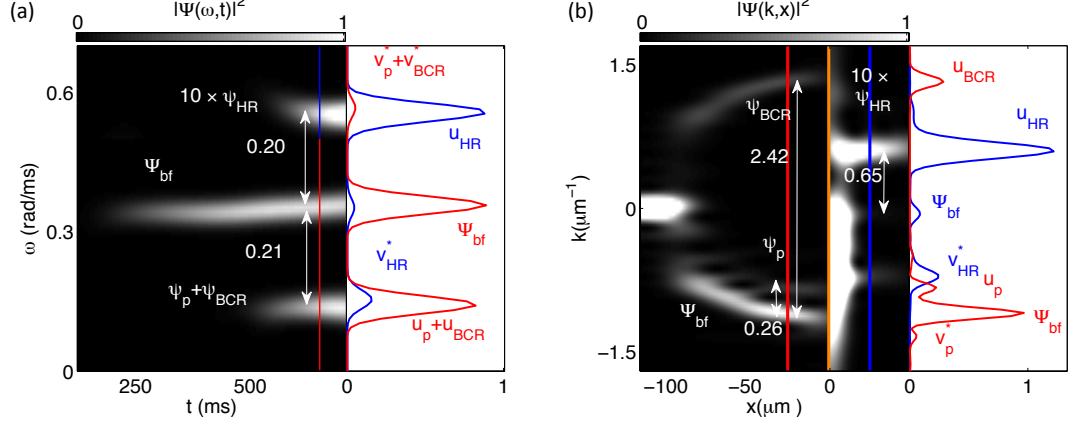 (a)
|Ψ(ω,t)|²
0 1
v*p+v*BCR
0.6
10 × ψHR
0.20
uHR
Ψbf
ω (rad/ms)
0.3
Ψbf
0.21
v*HR
ψp+ψBCR
up+uBCR
0
250 500 0 1
t (ms)
(b)
|Ψ(k,x)|²
0 1
1.5
10 ×
ψHR
uBCR
ψBCR
uHR
2.42
0.65
k(μm⁻¹)
0
Ψbf
ψp
v*HR
up
Ψbf
0.26
Ψbf
v*p
−1.5
−100 −50 0 0 1
x(μm )